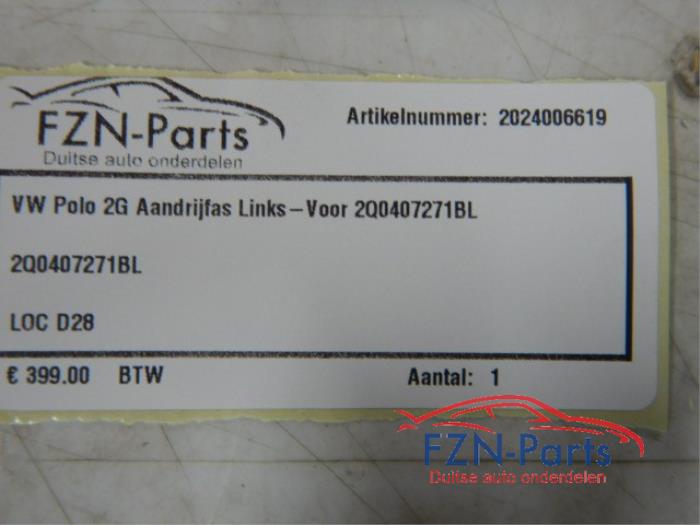 FZN-Parts
Duitse auto onderdelen
Artikelnummer: 2024006619
VW Polo 2G Aandrijfas Links-Voor 2Q0407271BL
2Q0407271BL
LOC D28
€ 399.00 BTW
Aantal: 1
FZN-Parts
Duitse auto onderdelen